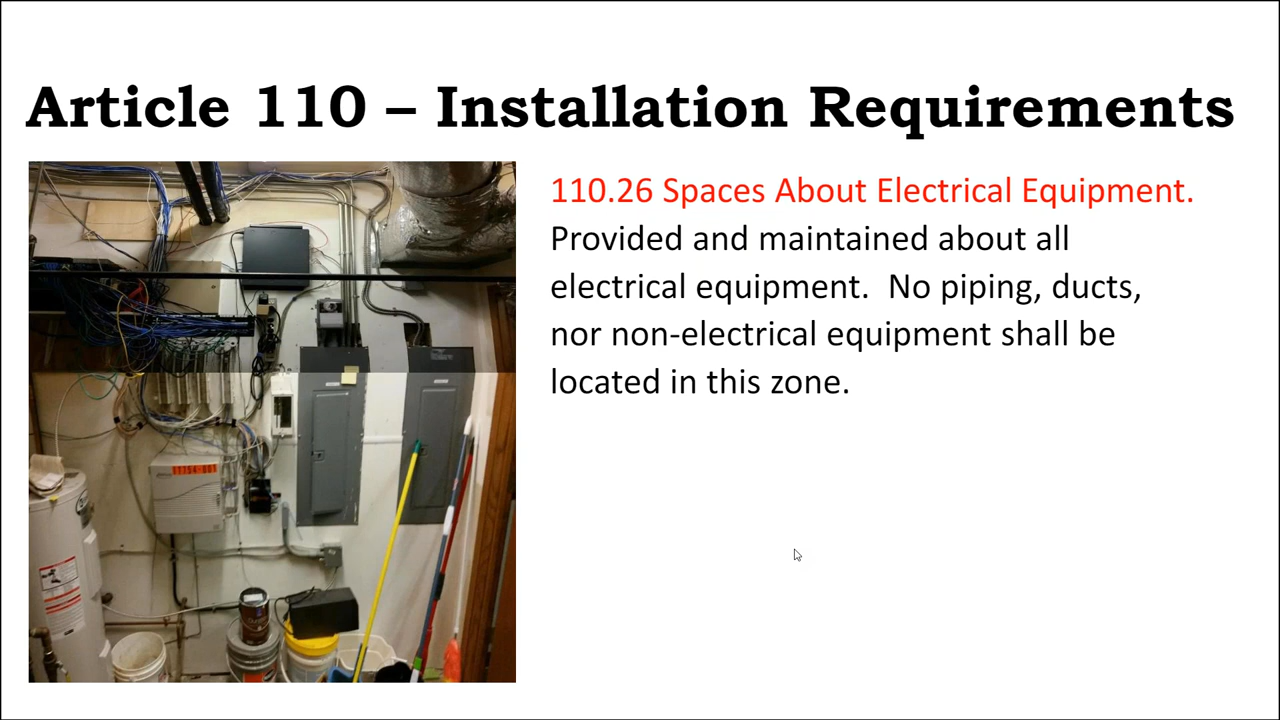 Article 110 – Installation Requirements
110.26 Spaces About Electrical Equipment.
Provided and maintained about all
electrical equipment.  No piping, ducts,
nor non-electrical equipment shall be
located in this zone.